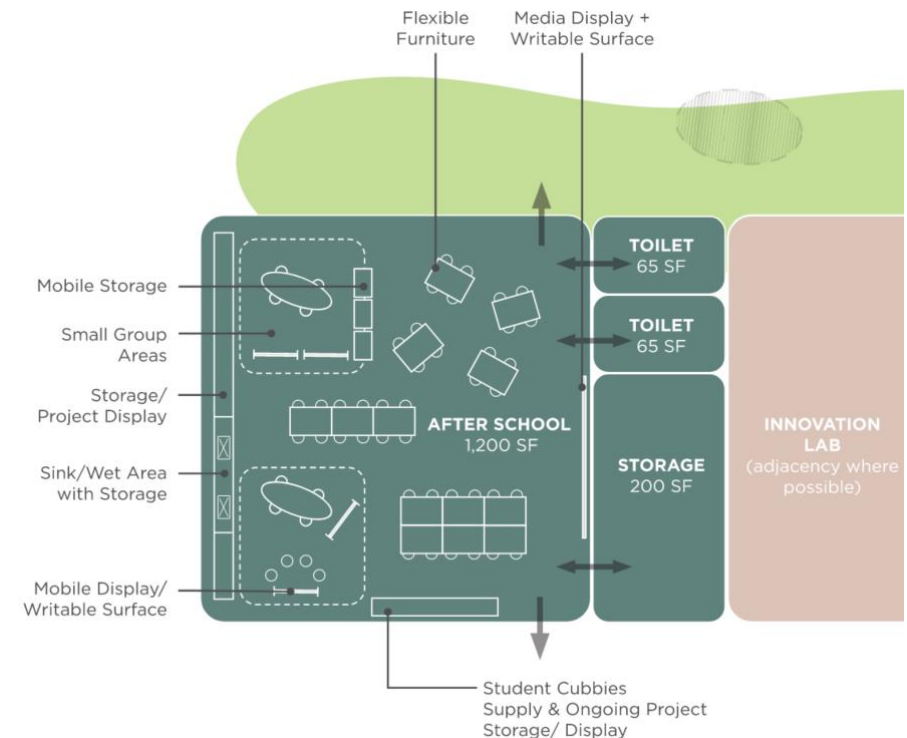 Flexible
Furniture
Media Display +
Writable Surface
TOILET
65 SF
Mobile Storage
Small Group
Areas
TOILET
65 SF
Storage/
Project Display
AFTER SCHOOL
1,200 SF
INNOVATION
LAB
(adjacency where
possible)
Sink/Wet Area
with Storage
STORAGE
200 SF
Mobile Display/
Writable Surface
Student Cubbies
Supply & Ongoing Project
Storage/ Display